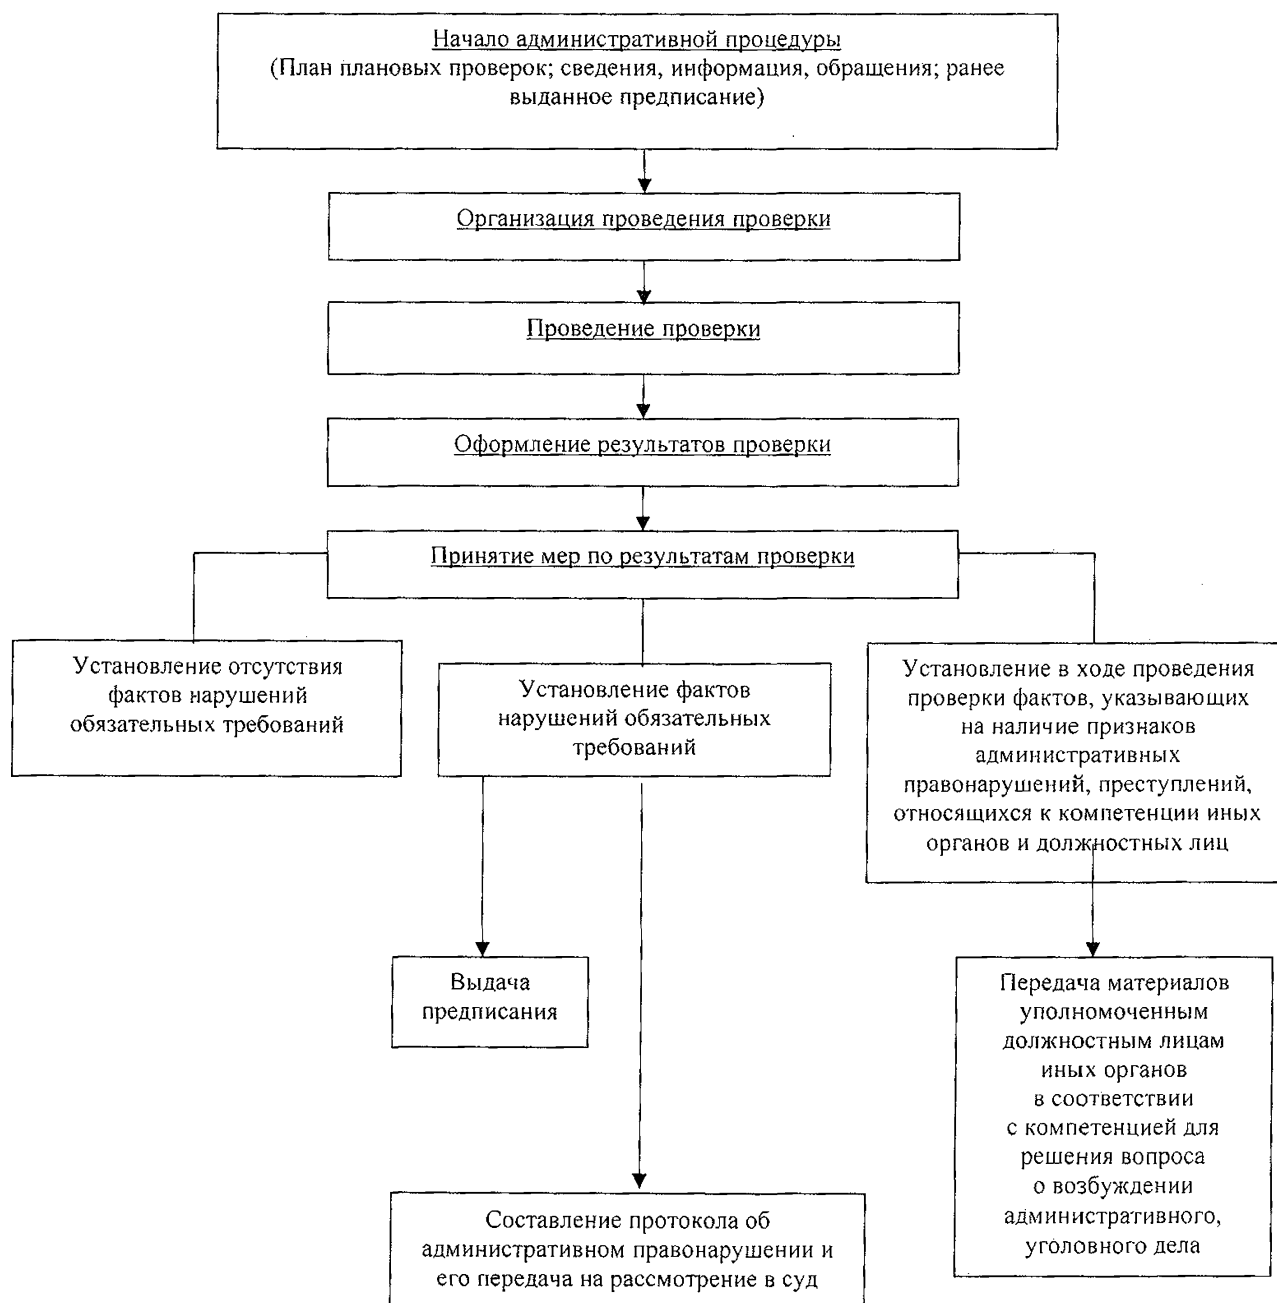 Начало административной процедуры
(План плановых проверок; сведения, информация, обращения; ранее
выданное предписание)
Организация проведения проверки
Проведение проверки
Оформление результатов проверки
Принятие мер по результатам проверки
Установление отсутствия
фактов нарушений
обязательных требований
Установление фактов
нарушений обязательных
требований
Установление в ходе проведения
проверки фактов, указывающих
на наличие признаков
административных
правонарушений, преступлений,
относящихся к компетенции иных
органов и должностных лиц
Выдача
предписания
Передача материалов
уполномоченным
должностным лицам
иных органов
в соответствии
с компетенцией для
решения вопроса
о возбуждении
административного,
уголовного дела
Составление протокола об
административном правонарушении и
его передача на рассмотрение в суд